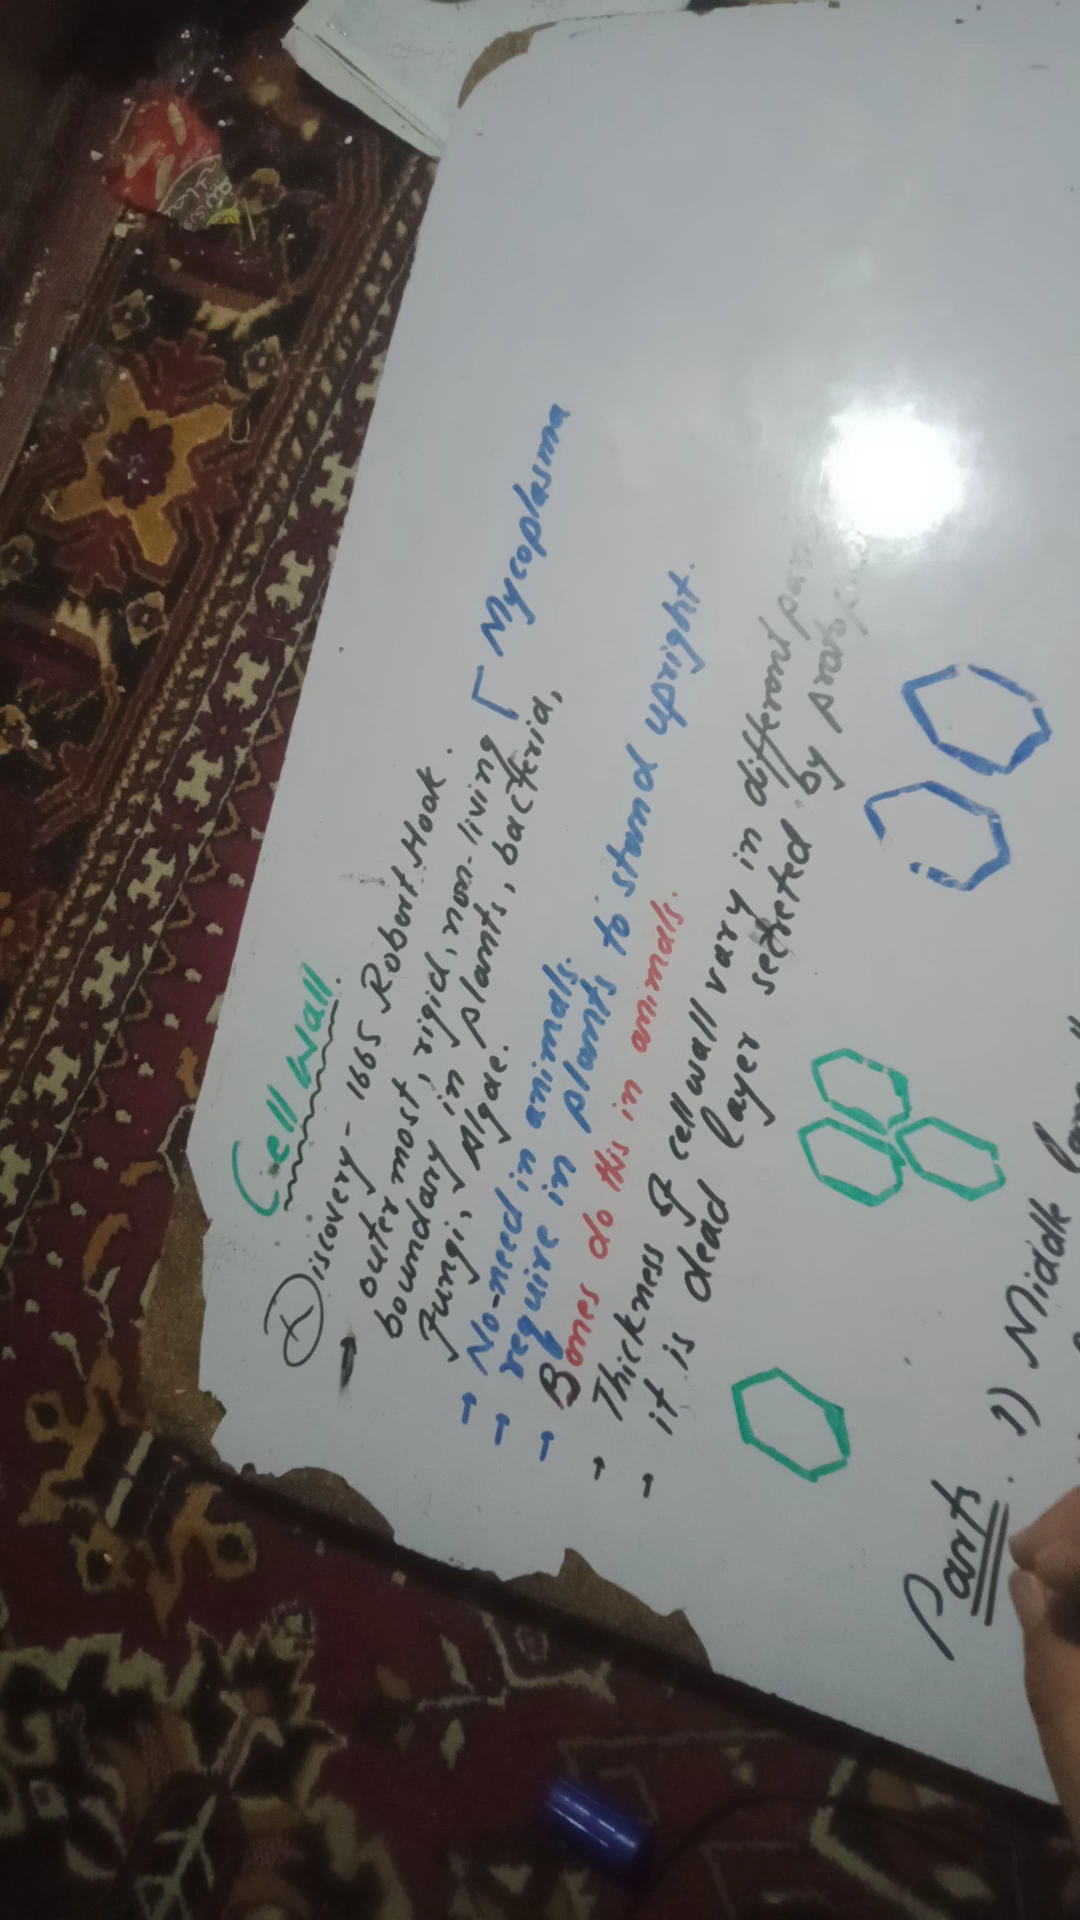 Cell Wall.
Discovery - 1665 Robert Hook.
→ outer most, rigid, non-living [ Mycoplasma
boundary in plants, bacteria,
Fungi, Algae.
→ No-need in animals.
→ require in plants to stand upright.
→ Bones do this in animals.
→ Thickness of cell wall vary in different
→ it is dead layer secreted by
Parts. 1) Middle